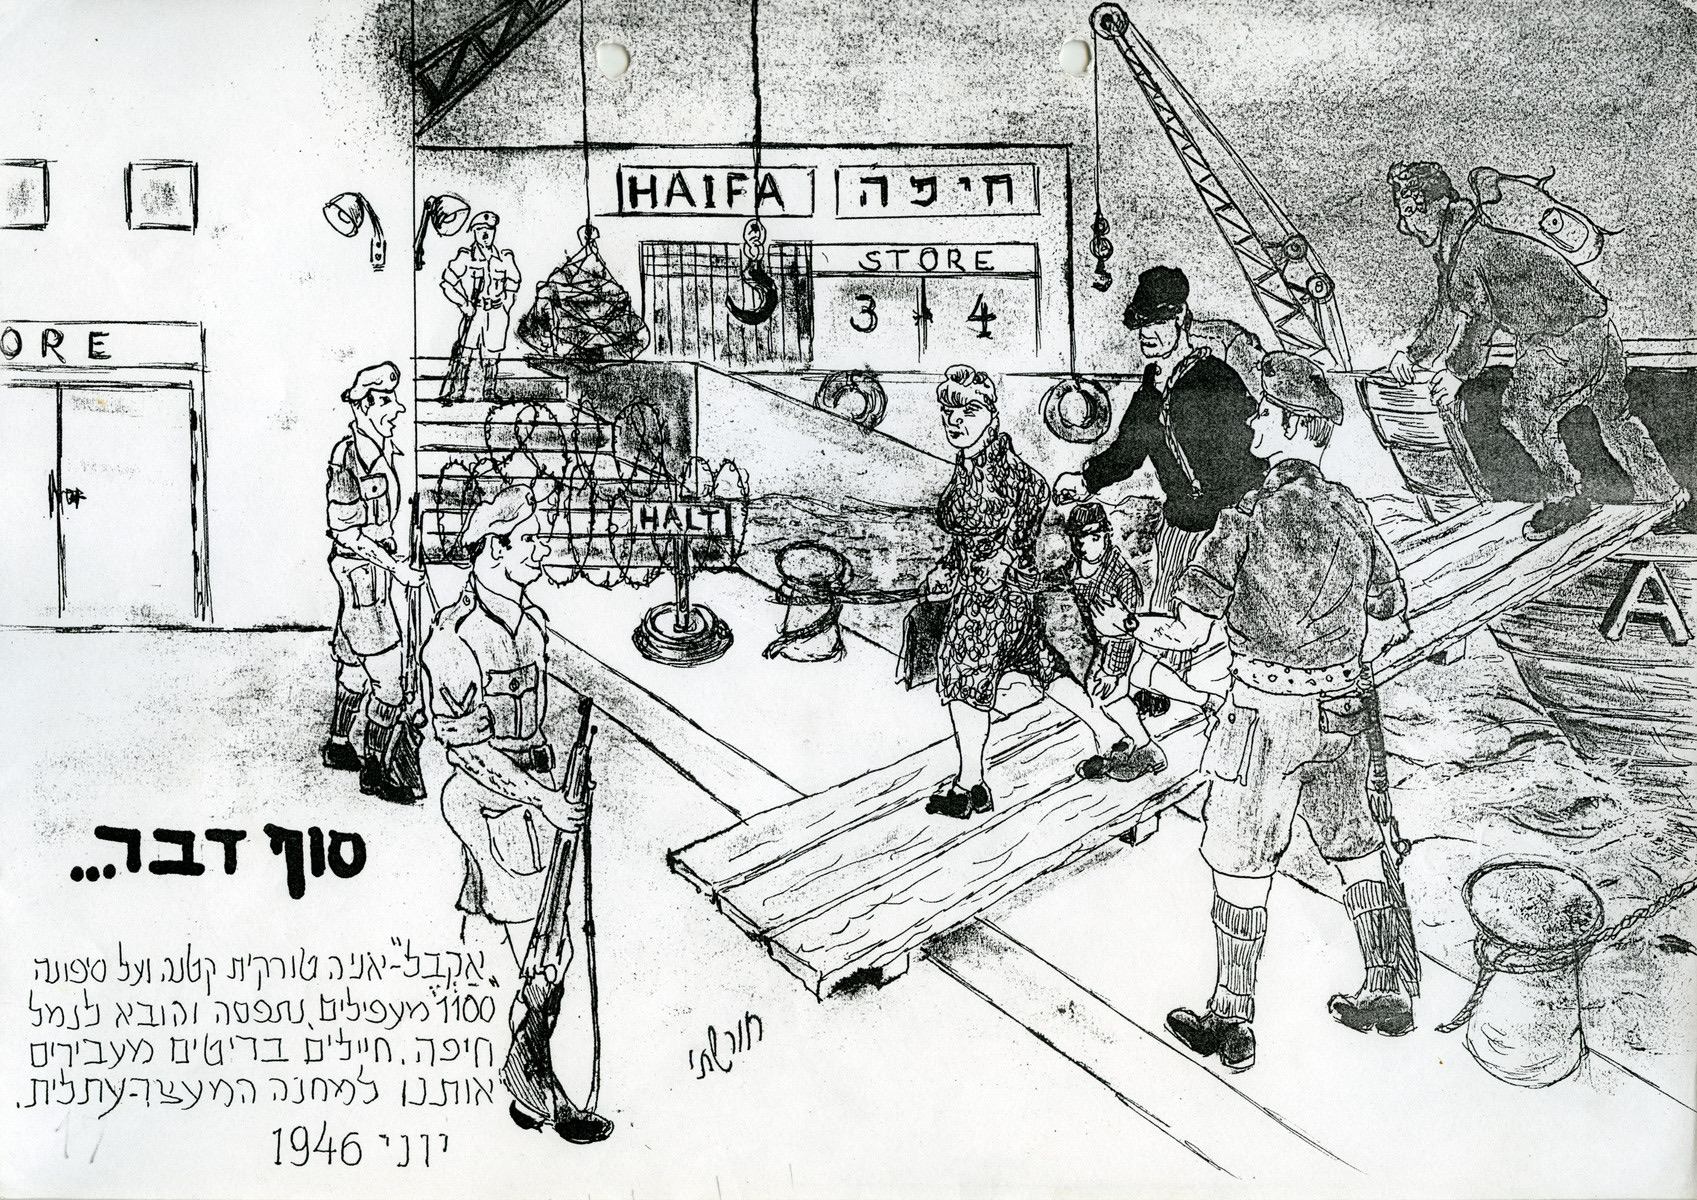 HAIFA חיפה
STORE
3 4
ORE
HALT
A
סוף דבר...
"אקבל"-אניה טורקית קטנה ועל סיפונה
1100 מעפילים, נתפסה והובא לנמל
חיפה. חיילים בריטים מעבירים
אותנו למחנה המעצר-עתלית.
יוני 1946
חורשתי
17